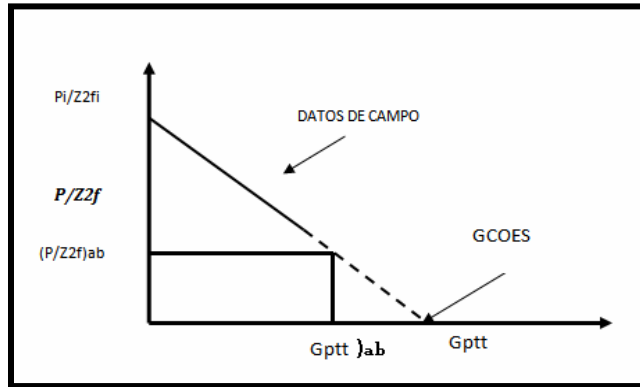 Pi/Z2fi
DATOS DE CAMPO
P/Z2f
GCOES
(P/Z2f)ab
Gptt )ab
Gptt